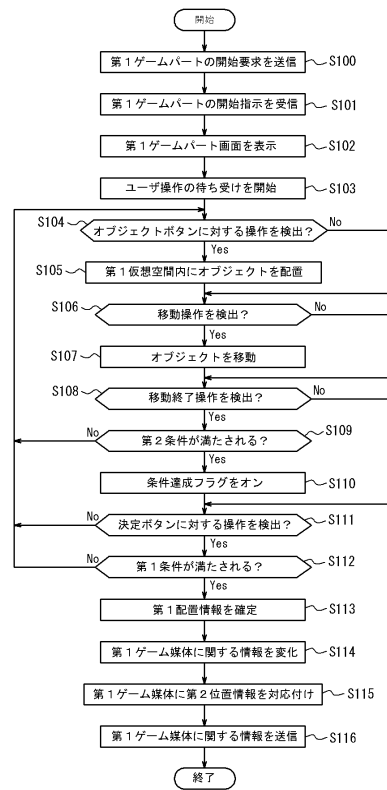 開始
第1ゲームパートの開始要求を送信 S100
第1ゲームパートの開始指示を受信 S101
第1ゲームパート画面を表示 S102
ユーザ操作の待ち受けを開始 S103
S104 オブジェクトボタンに対する操作を検出? No
Yes
S105 第1仮想空間内にオブジェクトを配置
S106 移動操作を検出? No
Yes
S107 オブジェクトを移動
S108 移動終了操作を検出? No
Yes
No 第2条件が満たされる? S109
Yes
条件達成フラグをオン S110
No 決定ボタンに対する操作を検出? S111
Yes
No 第1条件が満たされる? S112
Yes
第1配置情報を確定 S113
第1ゲーム媒体に関する情報を変化 S114
第1ゲーム媒体に第2位置情報を対応付け S115
第1ゲーム媒体に関する情報を送信 S116
終了